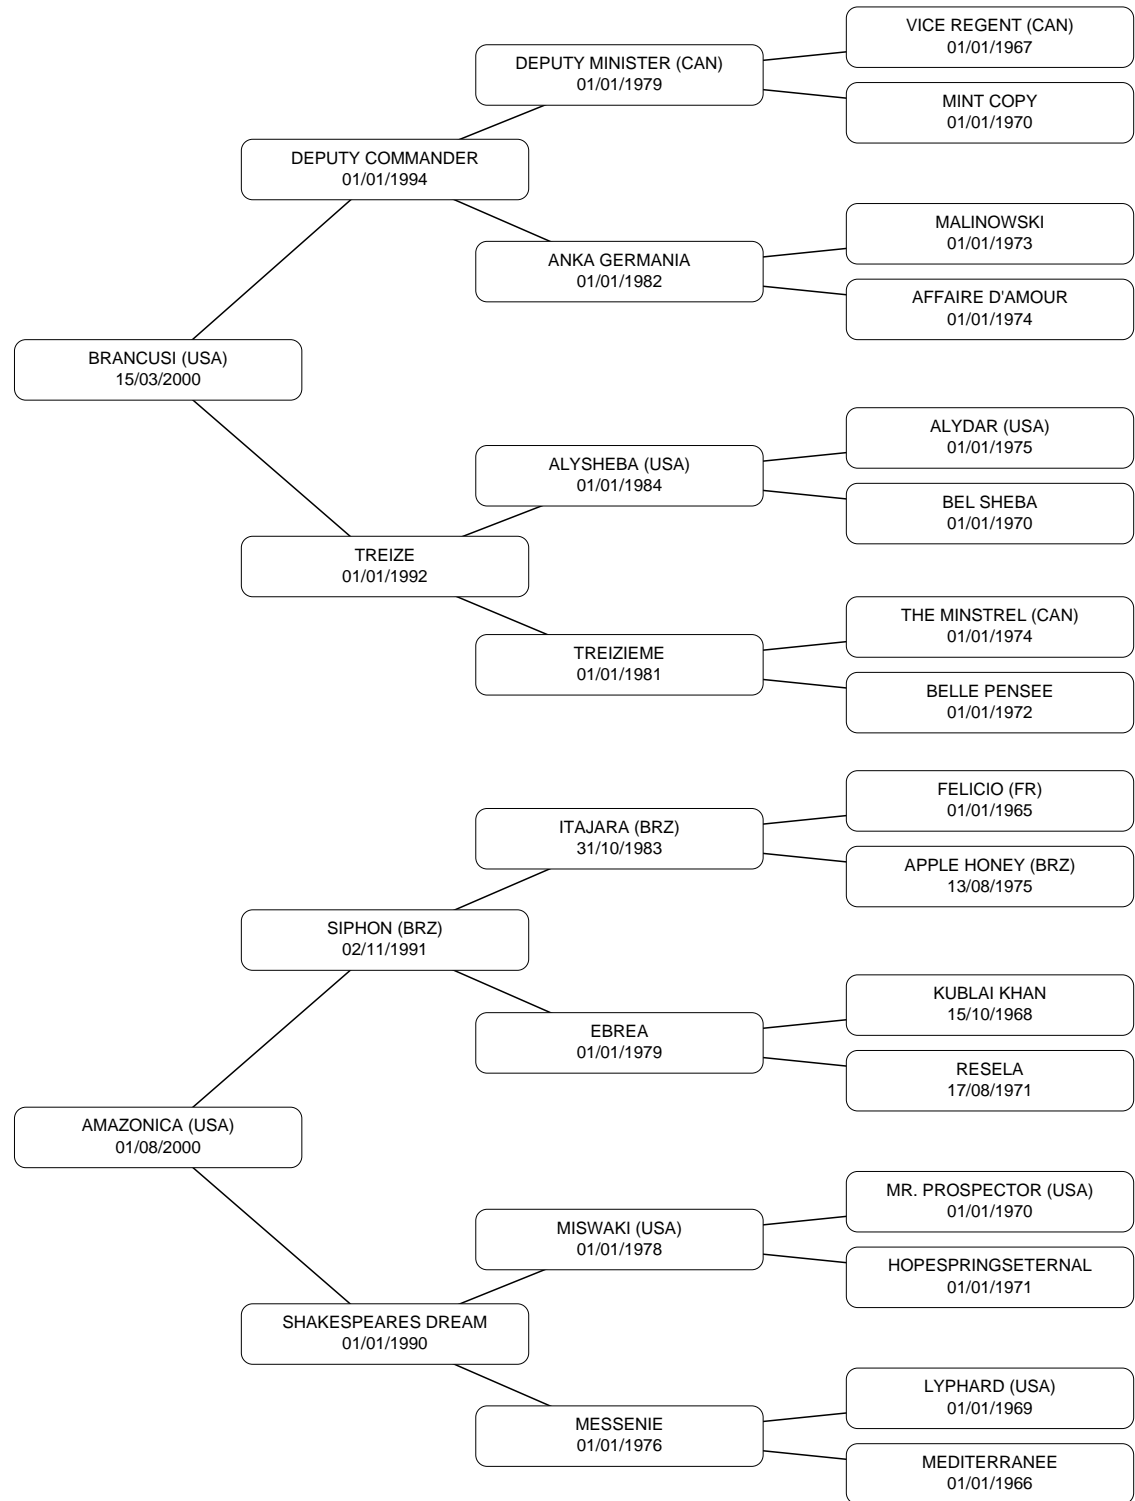 VICE REGENT (CAN)
01/01/1967
DEPUTY MINISTER (CAN)
01/01/1979
MINT COPY
01/01/1970
DEPUTY COMMANDER
01/01/1994
MALINOWSKI
01/01/1973
ANKA GERMANIA
01/01/1982
AFFAIRE D'AMOUR
01/01/1974
BRANCUSI (USA)
15/03/2000
ALYDAR (USA)
01/01/1975
ALYSHEBA (USA)
01/01/1984
BEL SHEBA
01/01/1970
TREIZE
01/01/1992
THE MINSTREL (CAN)
01/01/1974
TREIZIEME
01/01/1981
BELLE PENSEE
01/01/1972
FELICIO (FR)
01/01/1965
ITAJARA (BRZ)
31/10/1983
APPLE HONEY (BRZ)
13/08/1975
SIPHON (BRZ)
02/11/1991
KUBLAI KHAN
15/10/1968
EBREA
01/01/1979
RESELA
17/08/1971
AMAZONICA (USA)
01/08/2000
MR. PROSPECTOR (USA)
01/01/1970
MISWAKI (USA)
01/01/1978
HOPESPRINGSETERNAL
01/01/1971
SHAKESPEARES DREAM
01/01/1990
LYPHARD (USA)
01/01/1969
MESSENIE
01/01/1976
MEDITERRANEE
01/01/1966